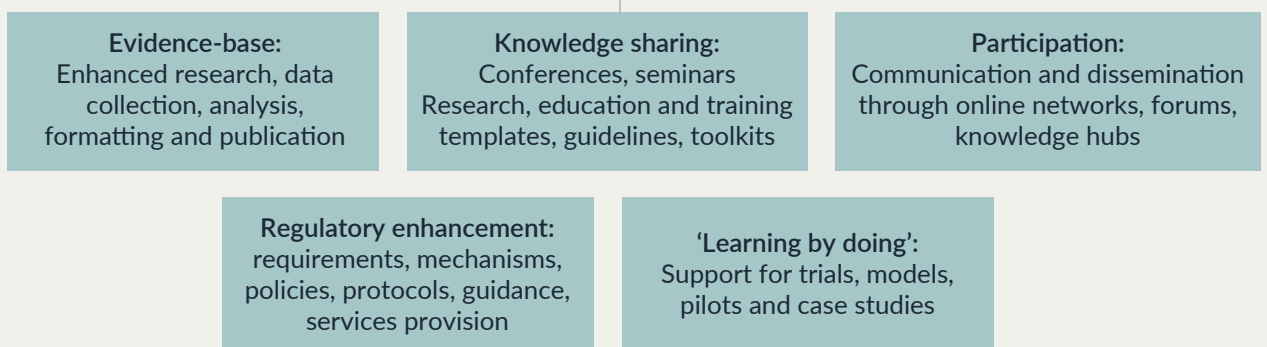 Evidence-base:
Enhanced research, data
collection, analysis,
formatting and publication
Knowledge sharing:
Conferences, seminars
Research, education and training
templates, guidelines, toolkits
Participation:
Communication and dissemination
through online networks, forums,
knowledge hubs
Regulatory enhancement:
requirements, mechanisms,
policies, protocols, guidance,
services provision
‘Learning by doing’:
Support for trials, models,
pilots and case studies